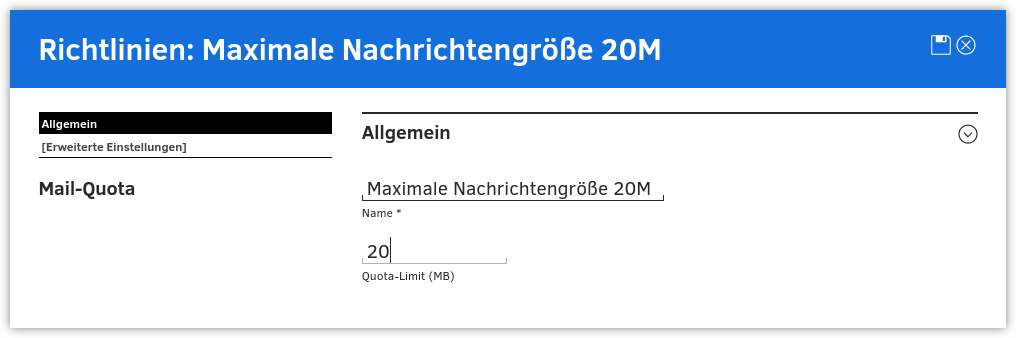 Richtlinien: Maximale Nachrichtengröße 20M
Allgemein
[Erweiterte Einstellungen]
Mail-Quota
Allgemein
Maximale Nachrichtengröße 20M
Name *
20
Quota-Limit (MB)